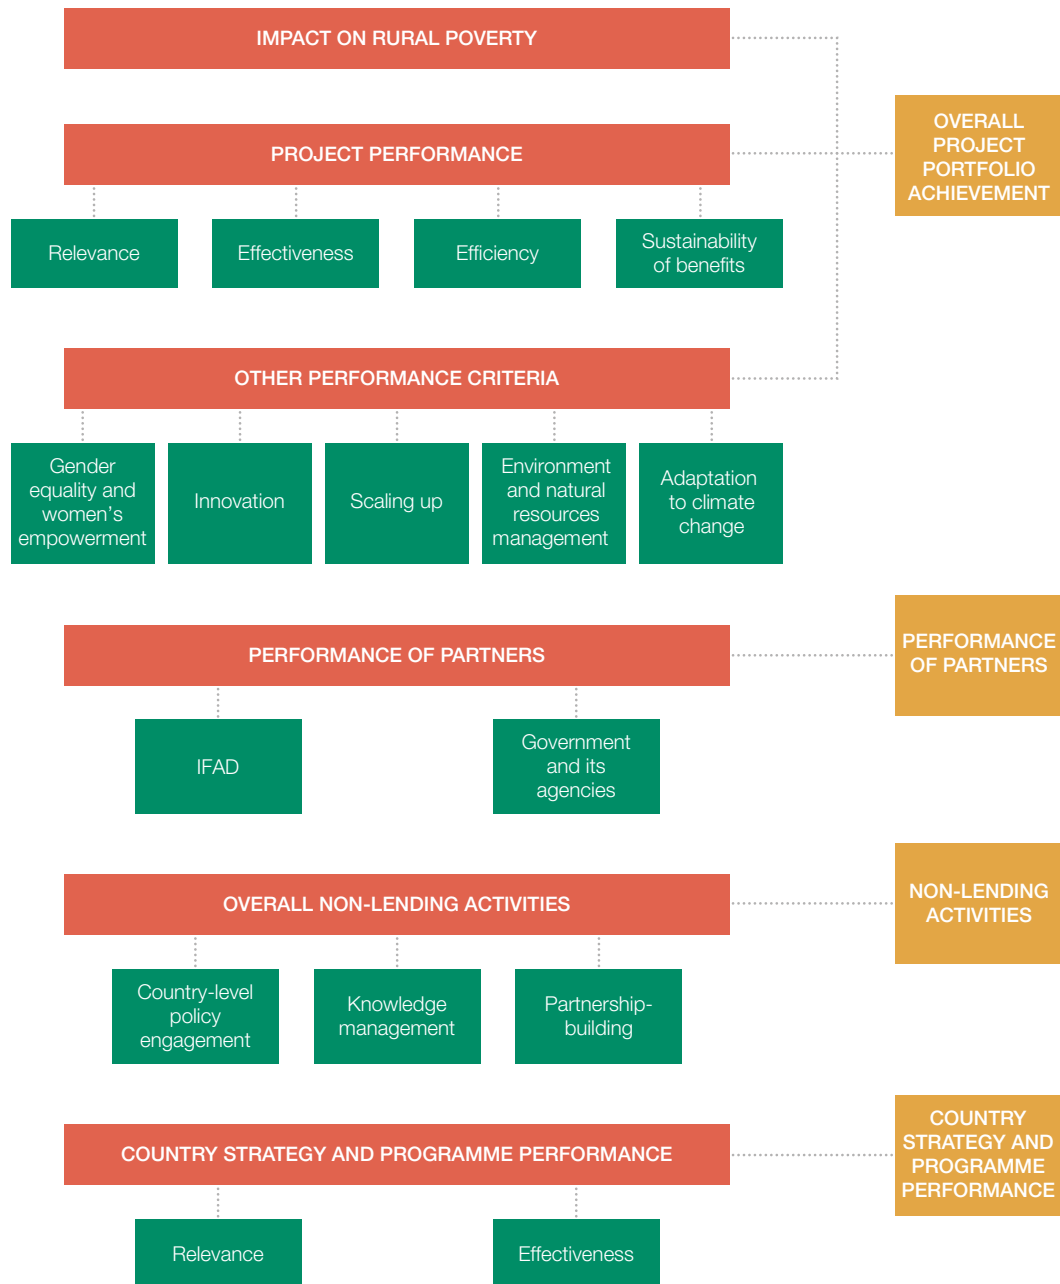 IMPACT ON RURAL POVERTY
OVERALL
PROJECT
PORTFOLIO
ACHIEVEMENT
PROJECT PERFORMANCE
Relevance
Effectiveness
Efficiency
Sustainability
of benefits
OTHER PERFORMANCE CRITERIA
Gender
equality and
women's
empowerment
Innovation
Scaling up
Environment
and natural
resources
management
Adaptation
to climate
change
PERFORMANCE OF PARTNERS
PERFORMANCE
OF PARTNERS
IFAD
Government
and its
agencies
OVERALL NON-LENDING ACTIVITIES
NON-LENDING
ACTIVITIES
Country-level
policy
engagement
Knowledge
management
Partnership-
building
COUNTRY STRATEGY AND PROGRAMME PERFORMANCE
COUNTRY
STRATEGY AND
PROGRAMME
PERFORMANCE
Relevance
Effectiveness